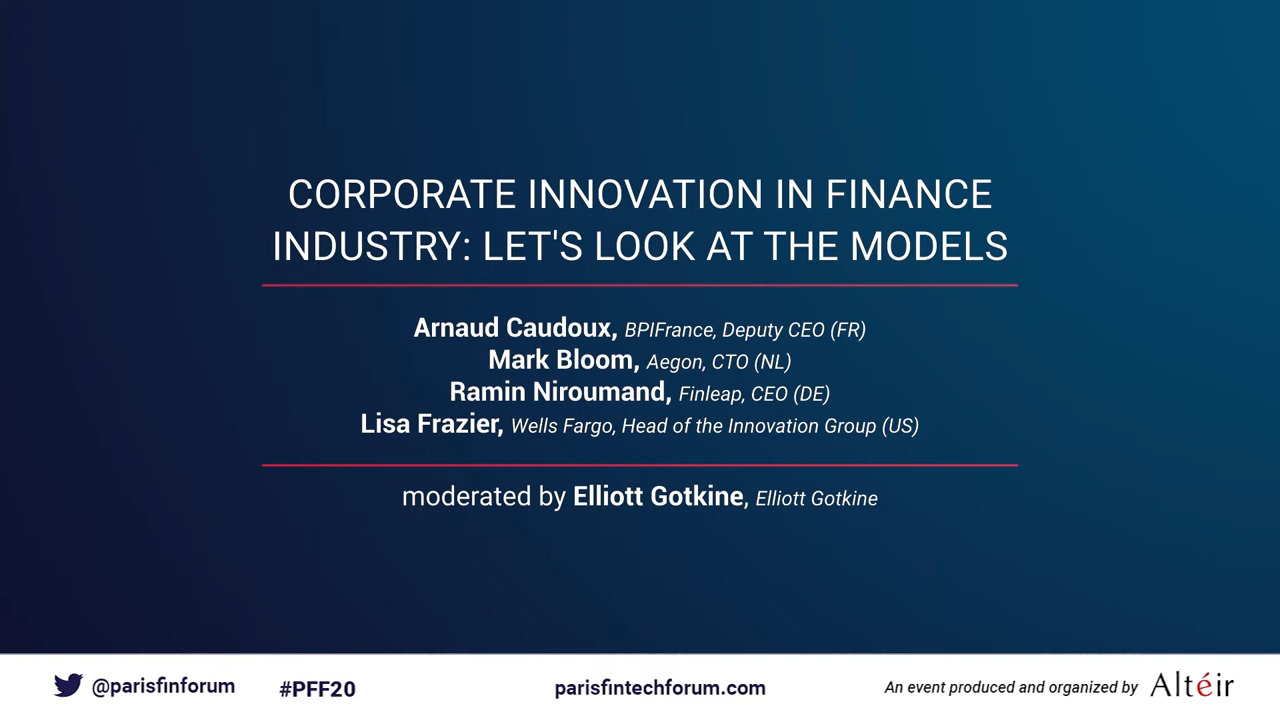 CORPORATE INNOVATION IN FINANCE
INDUSTRY: LET'S LOOK AT THE MODELS
Arnaud Caudoux, BPIFrance, Deputy CEO (FR)
Mark Bloom, Aegon, CTO (NL)
Ramin Niroumand, Finleap, CEO (DE)
Lisa Frazier, Wells Fargo, Head of the Innovation Group (US)
moderated by Elliott Gotkine, Elliott Gotkine
@parisfinforum #PFF20 parisfintechforum.com An event produced and organized by Altéir